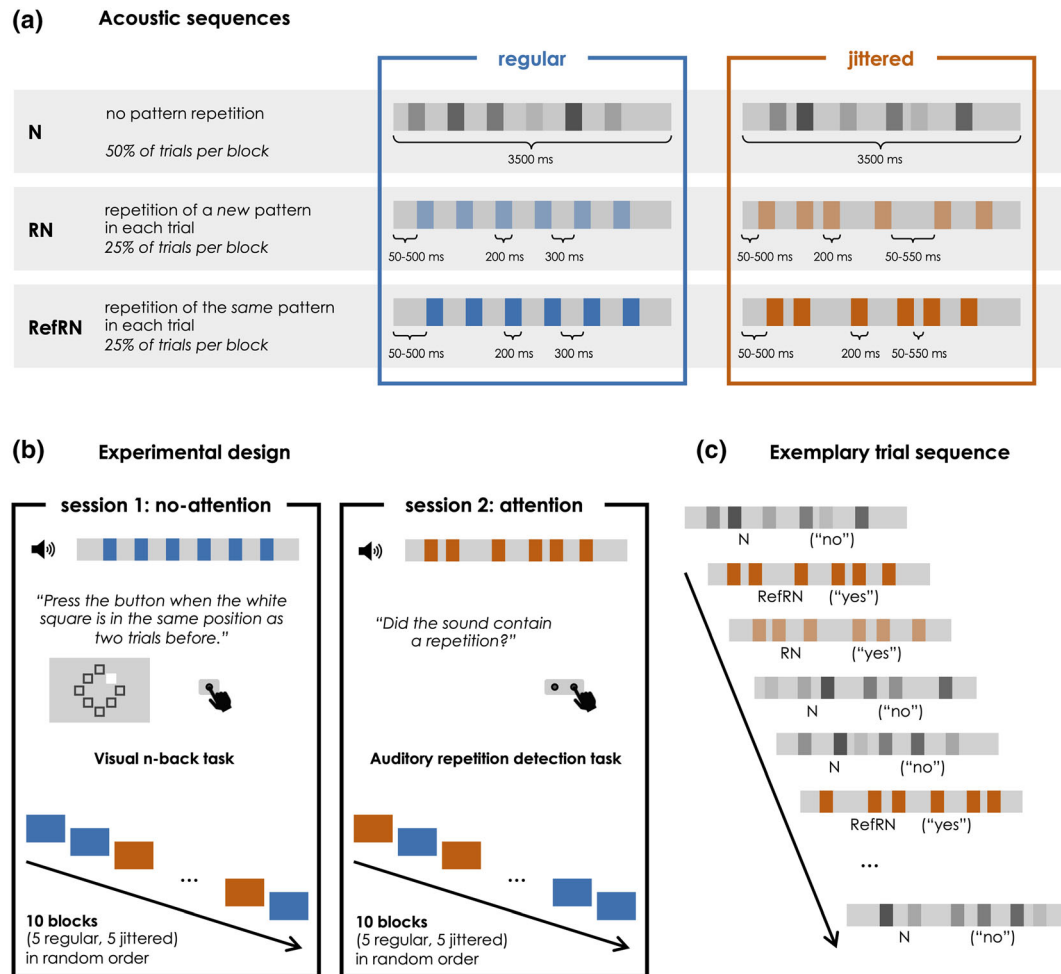 (a) Acoustic sequences
regular
jittered
N
no pattern repetition
50% of trials per block
3500 ms
3500 ms
RN
repetition of a new pattern
in each trial
25% of trials per block
50-500 ms
200 ms
300 ms
50-500 ms
200 ms
50-550 ms
RefRN
repetition of the same pattern
in each trial
25% of trials per block
50-500 ms
200 ms
300 ms
50-500 ms
200 ms
50-550 ms
(b) Experimental design
session 1: no-attention
"Press the button when the white
square is in the same position as
two trials before."
Visual n-back task
...
10 blocks
(5 regular, 5 jittered)
in random order
session 2: attention
"Did the sound contain
a repetition?"
Auditory repetition detection task
...
10 blocks
(5 regular, 5 jittered)
in random order
(c) Exemplary trial sequence
N ("no")
RefRN ("yes")
RN ("yes")
N ("no")
N ("no")
RefRN ("yes")
...
N ("no")